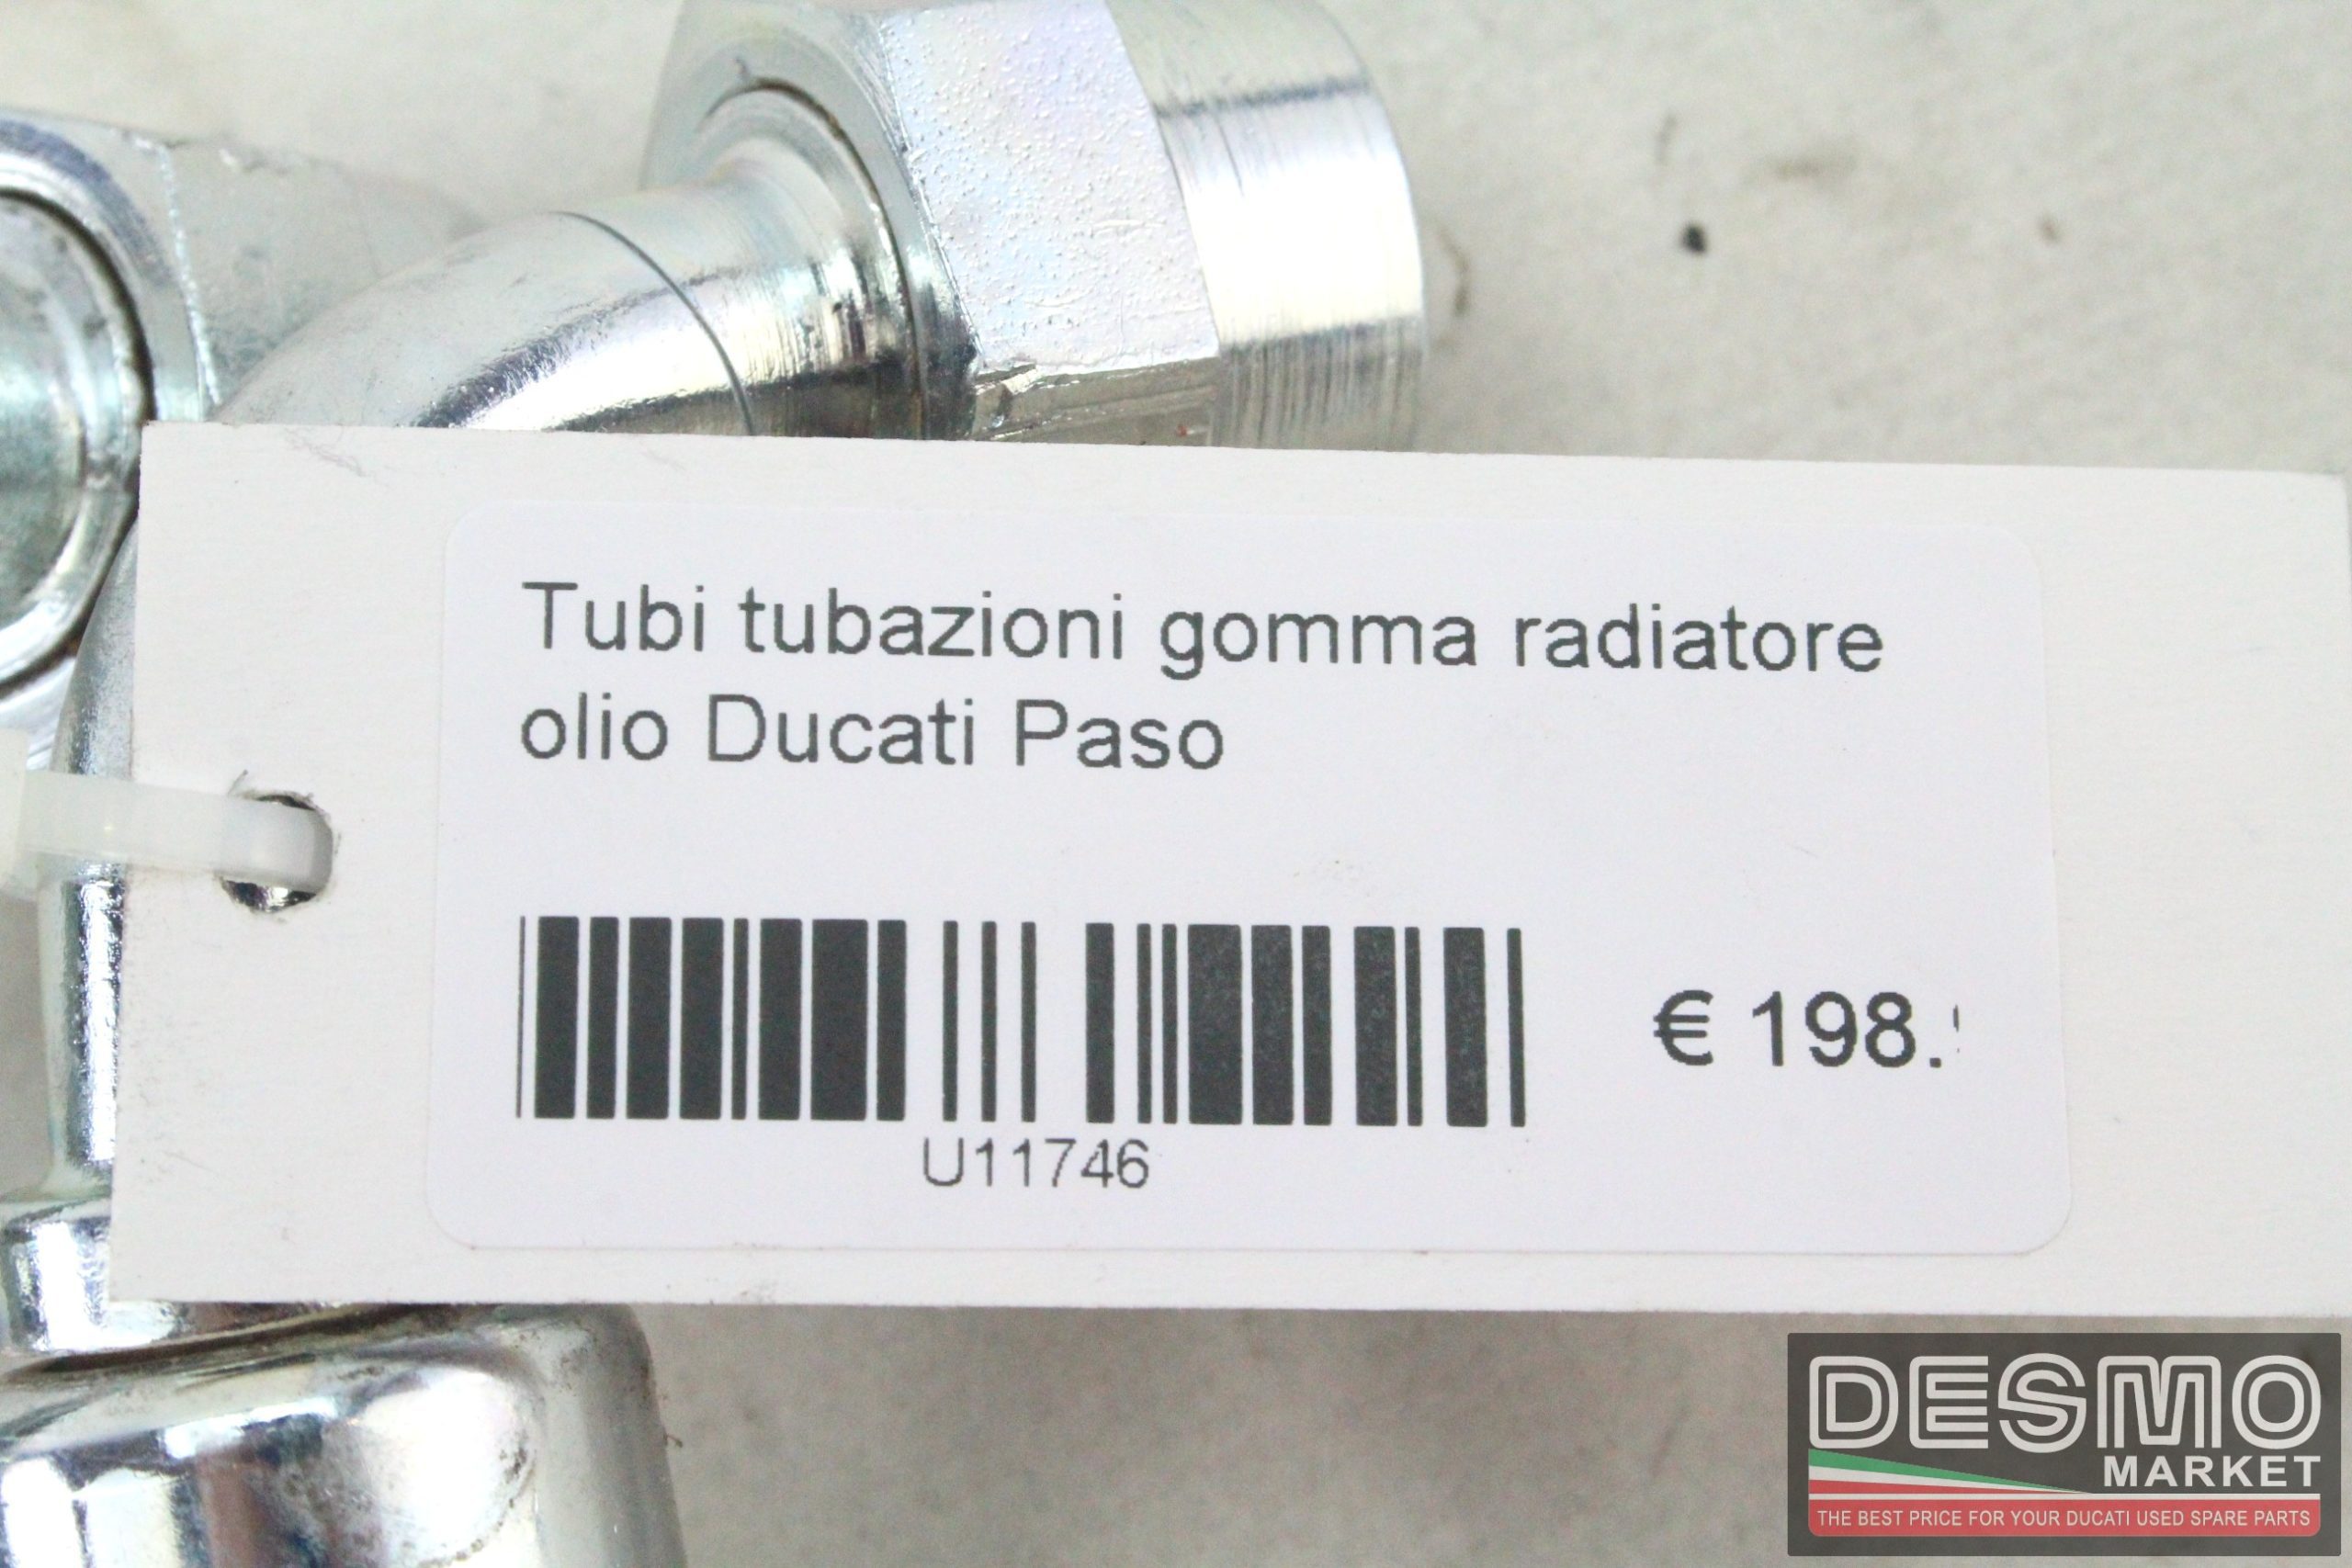 Tubi tubazioni gomma radiatore
olio Ducati Paso
€ 198.
U11746
DESMO
MARKET
THE BEST PRICE FOR YOUR DUCATI USED SPARE PARTS